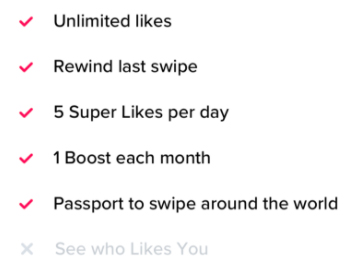 Unlimited likes
Rewind last swipe
5 Super Likes per day
1 Boost each month
Passport to swipe around the world
See who Likes You